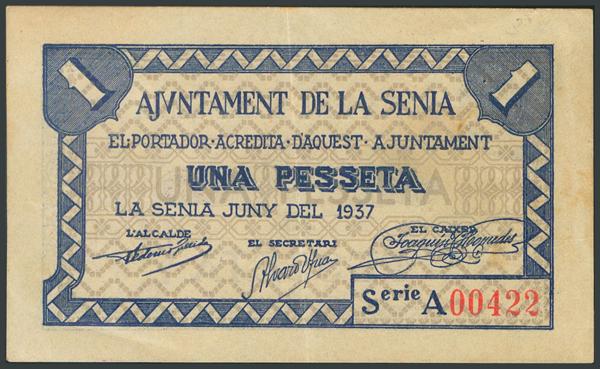 1 1
AJVNTAMENT DE LA SENIA
EL·PORTADOR·ACREDITA·D'AQUEST·AJUNTAMENT
UNA PESSETA
LA SENIA JUNY DEL 1937
L'ALCALDE EL SECRETARI EL CAIXER
Serie A 00422